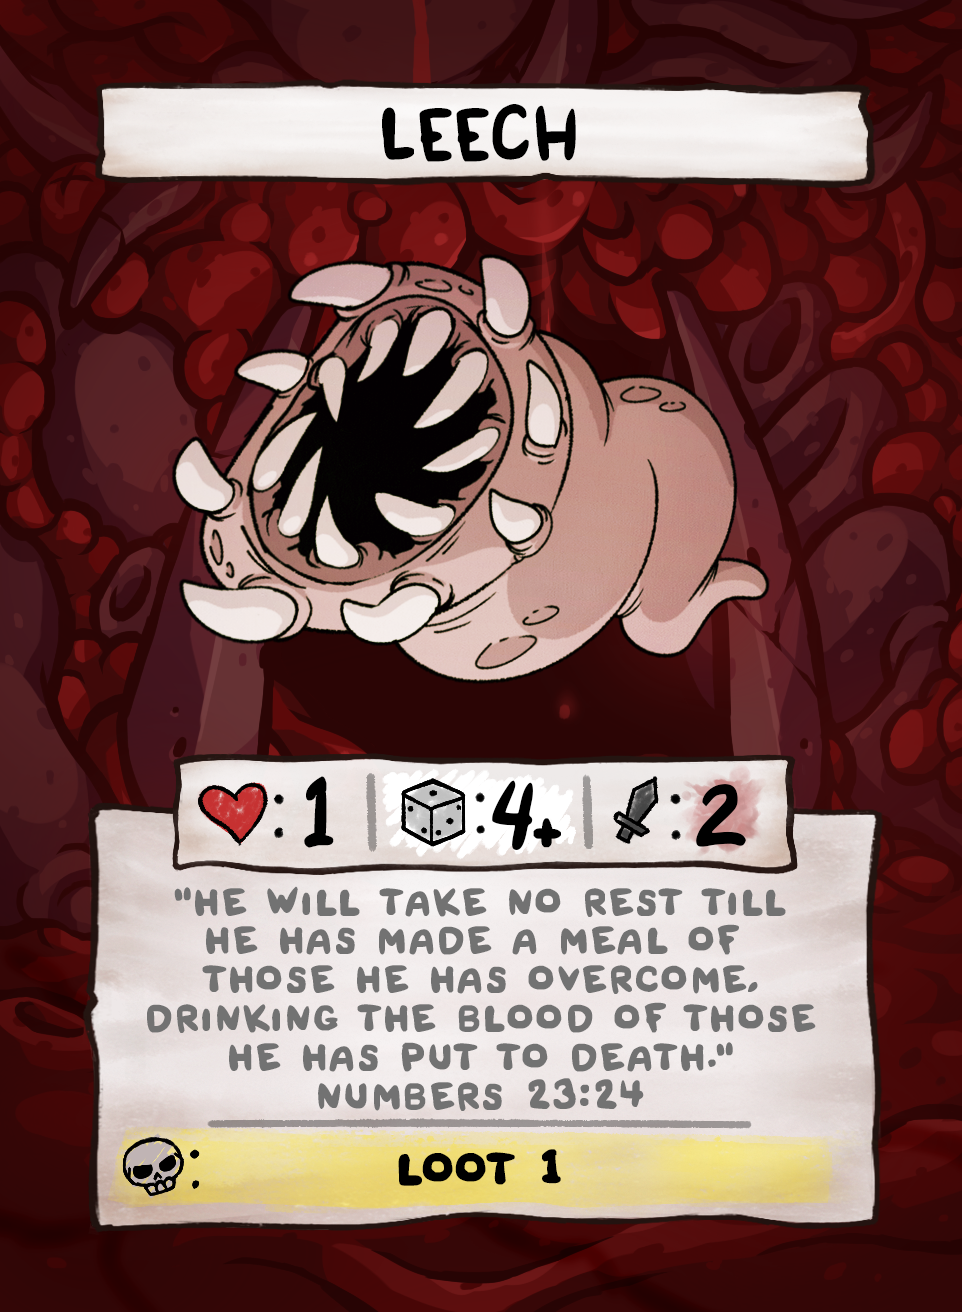 LEECH
: 1 : 4+ : 2
"HE WILL TAKE NO REST TILL
HE HAS MADE A MEAL OF
THOSE HE HAS OVERCOME,
DRINKING THE BLOOD OF THOSE
HE HAS PUT TO DEATH."
NUMBERS 23:24
: LOOT 1